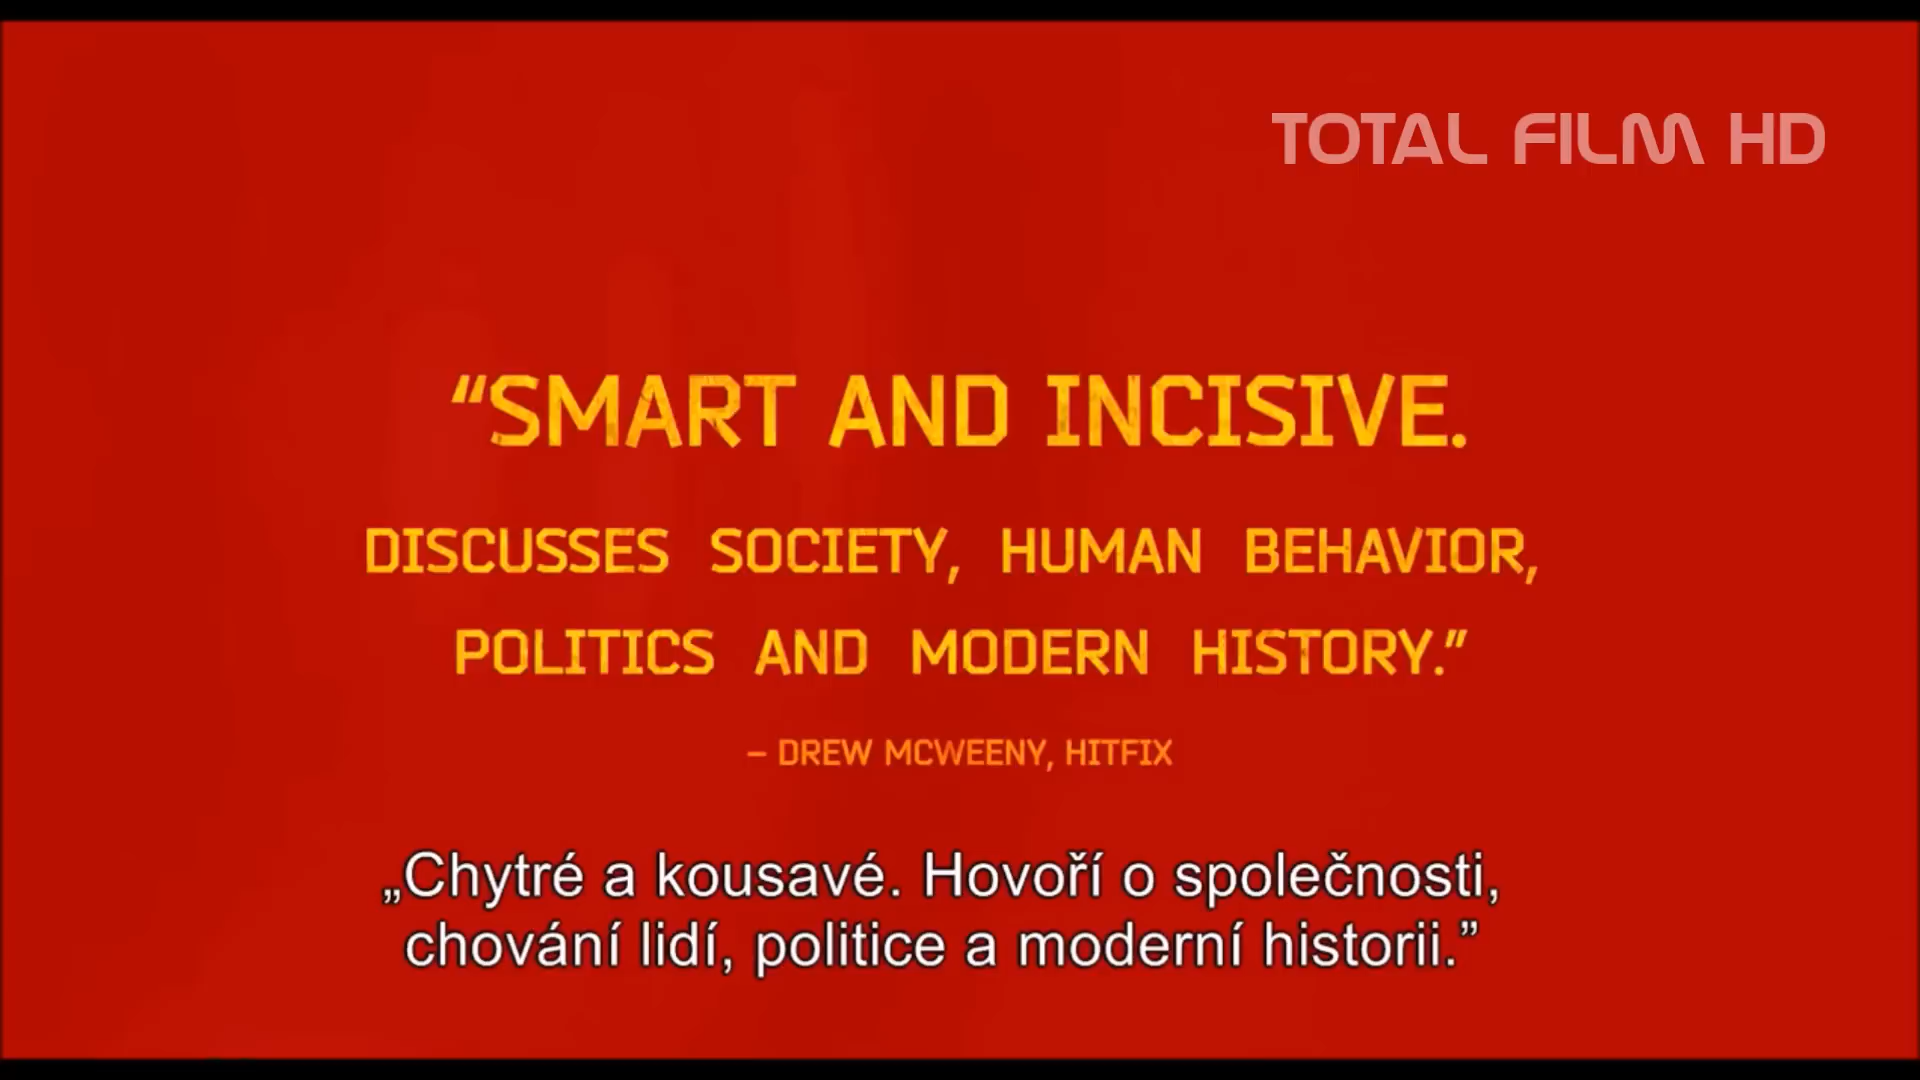 TOTAL FILM HD
“SMART AND INCISIVE.
DISCUSSES SOCIETY, HUMAN BEHAVIOR,
POLITICS AND MODERN HISTORY.”
– DREW MCWEENY, HITFIX
„Chytré a kousavé. Hovoří o společnosti,
chování lidí, politice a moderní historii.”